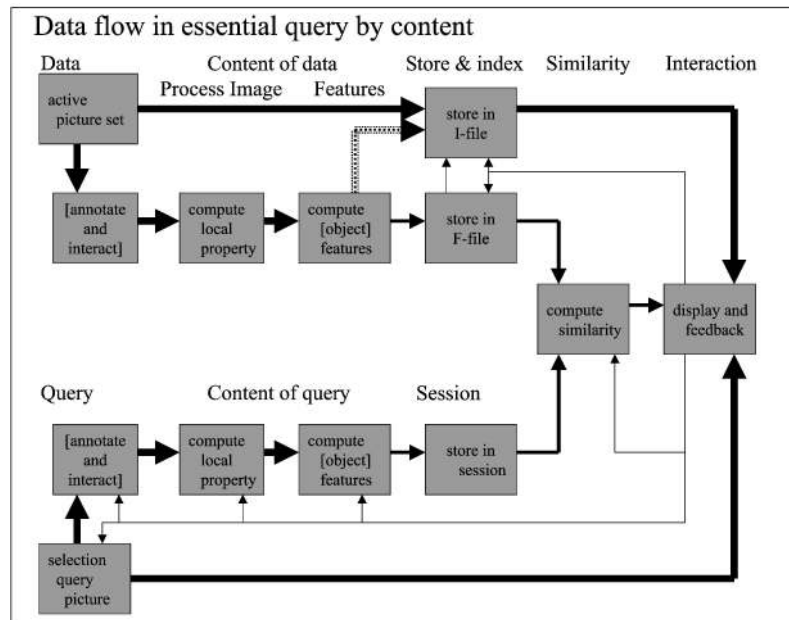 Data flow in essential query by content
Data
Content of data
Store & index
Similarity
Interaction
Process Image
Features
active
picture set
store in
I-file
[annotate
and
interact]
compute
local
property
compute
[object]
features
store in
F-file
compute
similarity
display and
feedback
Query
Content of query
Session
[annotate
and
interact]
compute
local
property
compute
[object]
features
store in
session
selection
query
picture